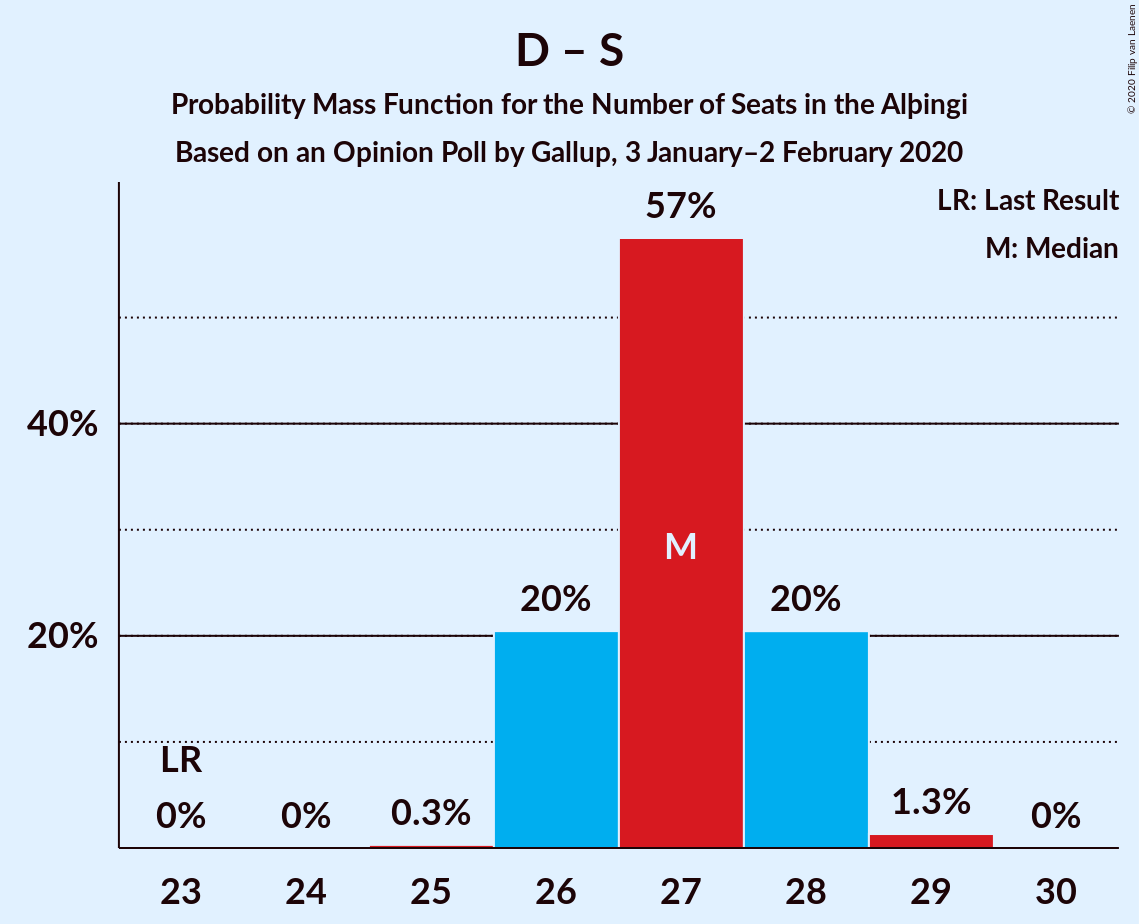 D – S
Probability Mass Function for the Number of Seats in the Alþingi
Based on an Opinion Poll by Gallup, 3 January–2 February 2020
© 2020 Filip van Laenen
LR: Last Result
M: Median
57%
40%
M
20%
20%
20%
LR
0%
0%
0.3%
1.3%
0%
23
24
25
26
27
28
29
30